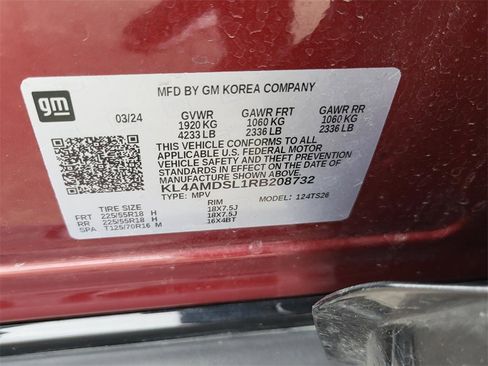 gm
MFD BY GM KOREA COMPANY
03/24 GVWR GAWR FRT GAWR RR
1920 KG 1060 KG 1060 KG
4233 LB 2336 LB 2336 LB
THIS VEHICLE CONFORMS TO ALL
APPLICABLE U.S. FEDERAL MOTOR
VEHICLE SAFETY AND BUMPER
STANDARDS IN EFFECT ON THE DATE OF
MANUFACTURE SHOWN ABOVE.
KL4AMDSL1RB208732
TYPE: MPV MODEL: 124TS26
TIRE SIZE RIM
FRT 225/55R18 H 18X7.5J
RR 225/55R18 H 18X7.5J
SPA T125/70R16 M 16X4BT